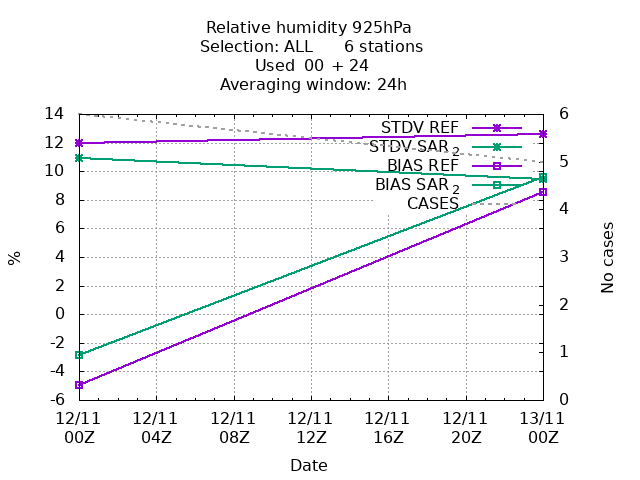 Relative humidity 925hPa
Selection: ALL 6 stations
Used 00 + 24
Averaging window: 24h
14
12
10
8
6
4
2
0
-2
-4
-6
%
6
5
4
3
2
1
0
No cases
STDV REF
STDV SAR 2
BIAS REF
BIAS SAR 2
CASES
12/11 12/11 12/11 12/11 12/11 12/11 13/11
00Z 04Z 08Z 12Z 16Z 20Z 00Z
Date